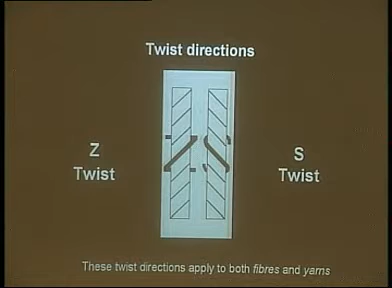 Twist directions
Z
Twist
S
Twist
These twist directions apply to both fibres and yarns